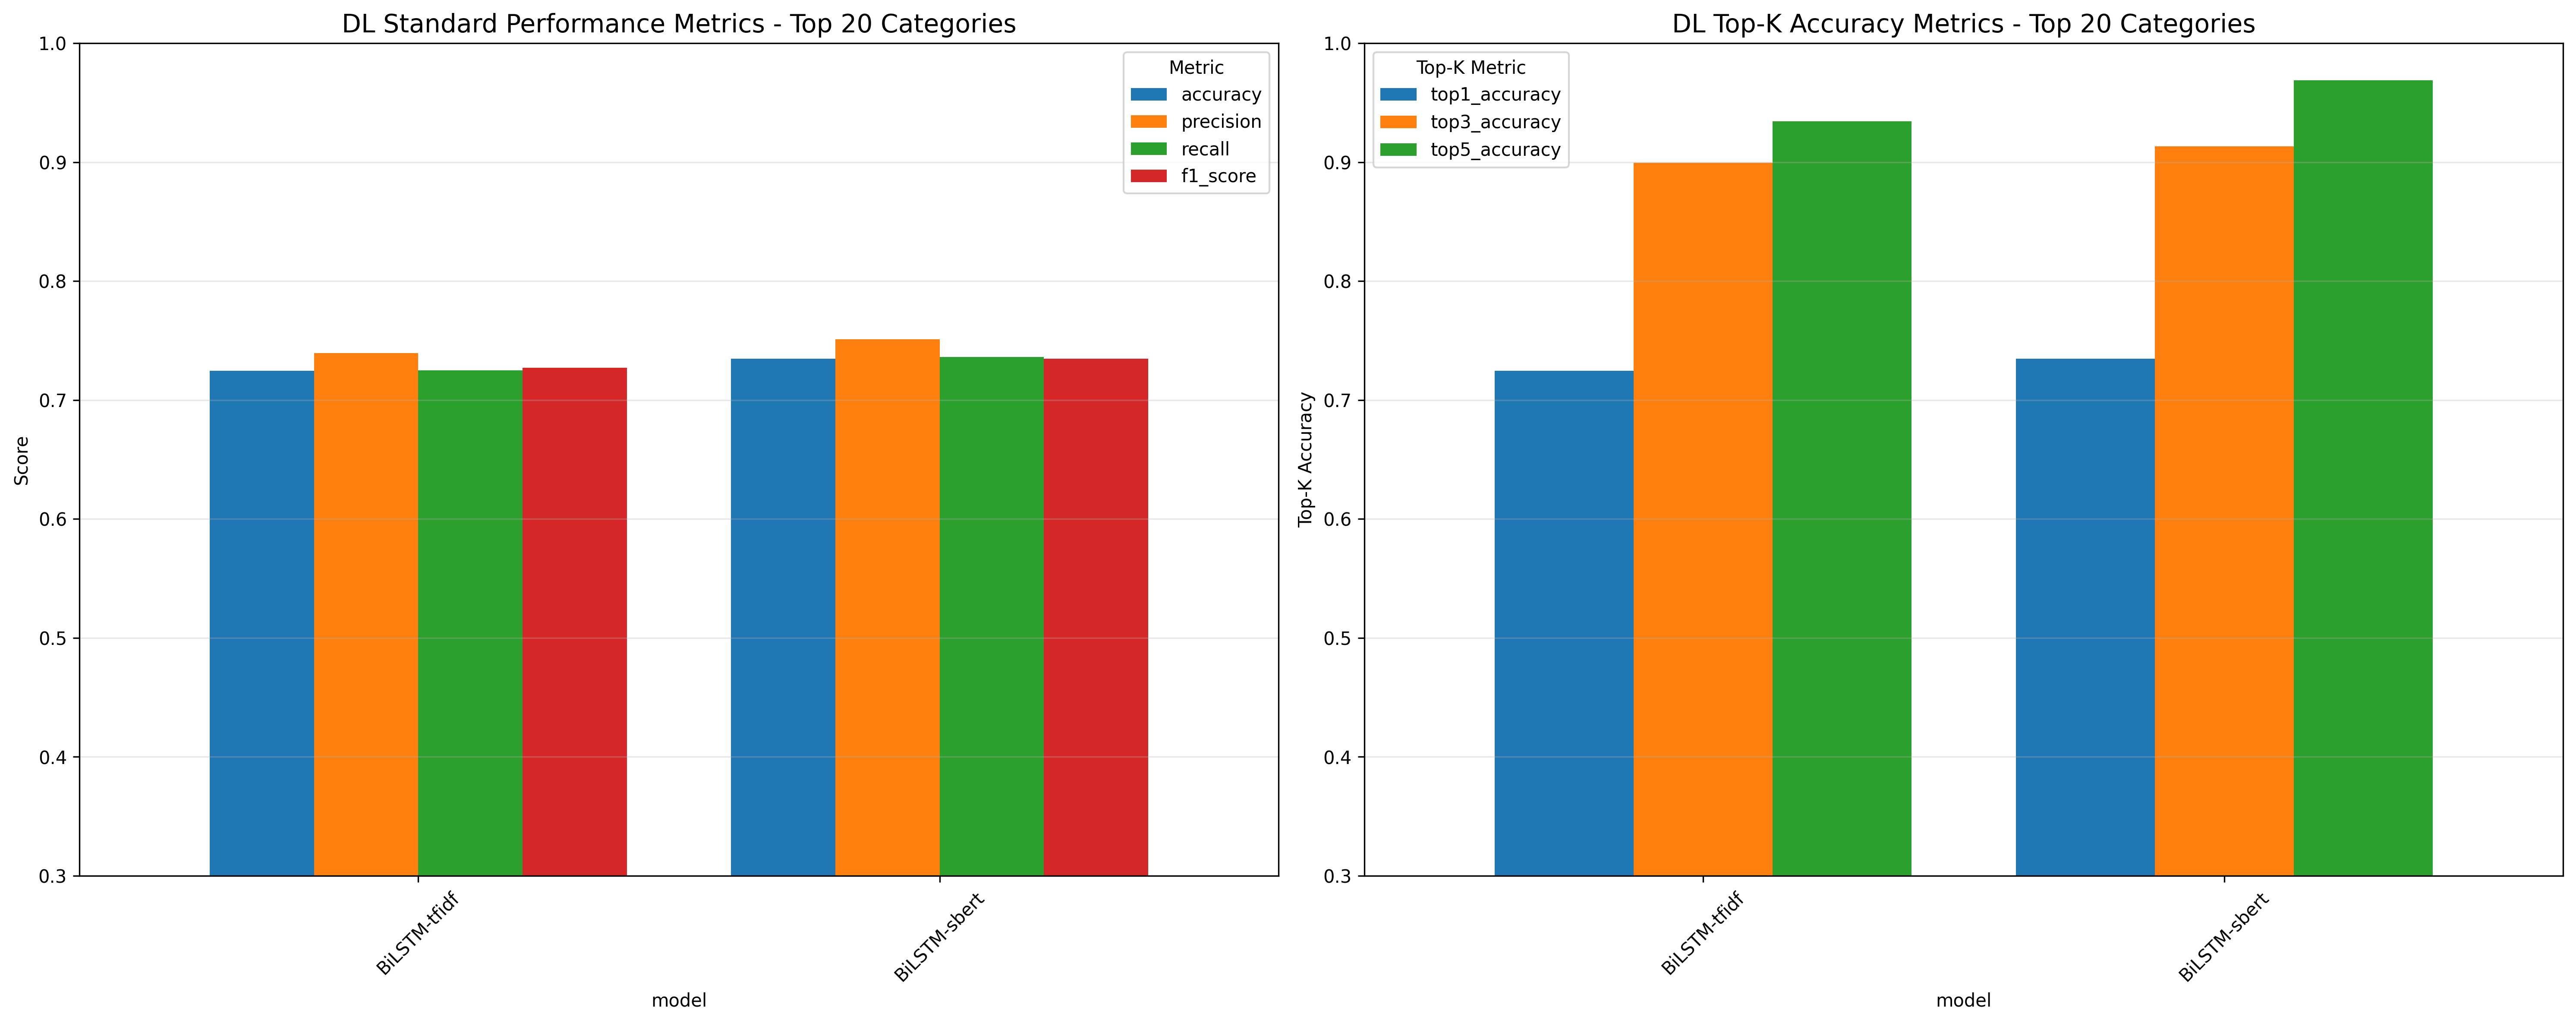 DL Standard Performance Metrics - Top 20 Categories
1.0
0.9
0.8
0.7
0.6
0.5
0.4
0.3
Score
Metric
accuracy
precision
recall
f1_score
BiLSTM-tfidf
BiLSTM-sbert
model
DL Top-K Accuracy Metrics - Top 20 Categories
1.0
0.9
0.8
0.7
0.6
0.5
0.4
0.3
Top-K Accuracy
Top-K Metric
top1_accuracy
top3_accuracy
top5_accuracy
BiLSTM-tfidf
BiLSTM-sbert
model